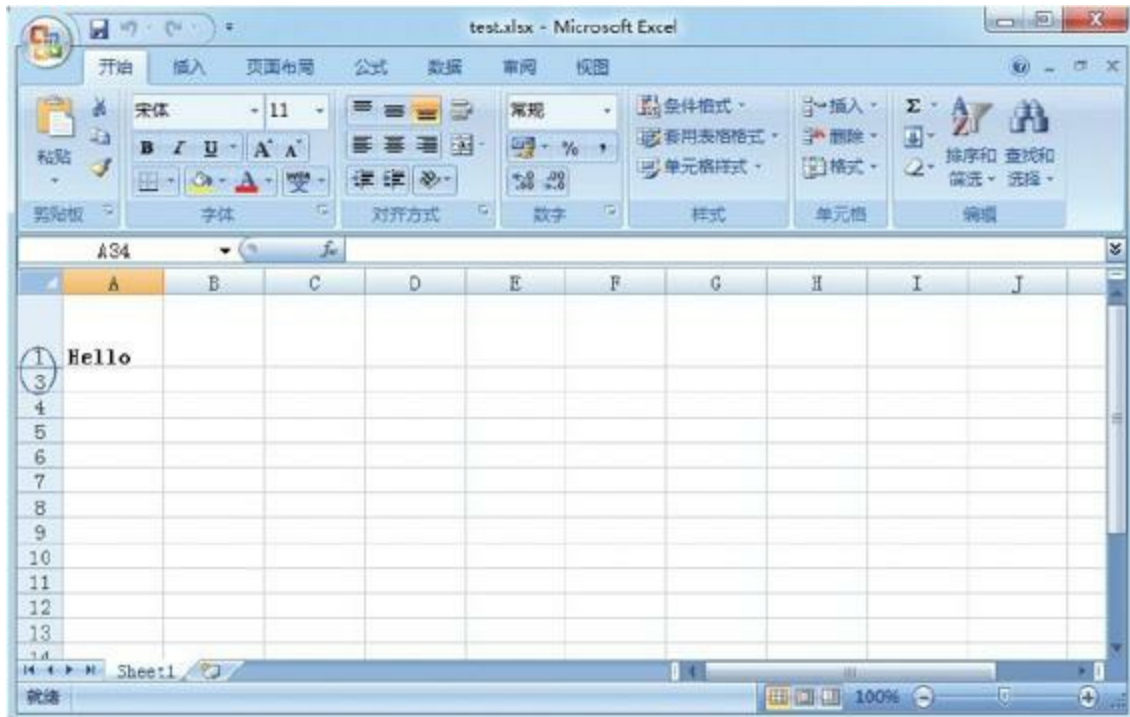 test.xlsx - Microsoft Excel
开始 插入 页面布局 公式 数据 审阅 视图
宋体 11 常规 条件格式 插入 Σ
粘贴 B I U A A % , 套用表格格式 删除 排序和 查找和
A 单元格样式 格式 筛选 选择
剪贴板 字体 对齐方式 数字 样式 单元格 编辑
A34 fx
A B C D E F G H I J
1 Hello
3
4
5
6
7
8
9
10
11
12
13
14
Sheet1
就绪 100%